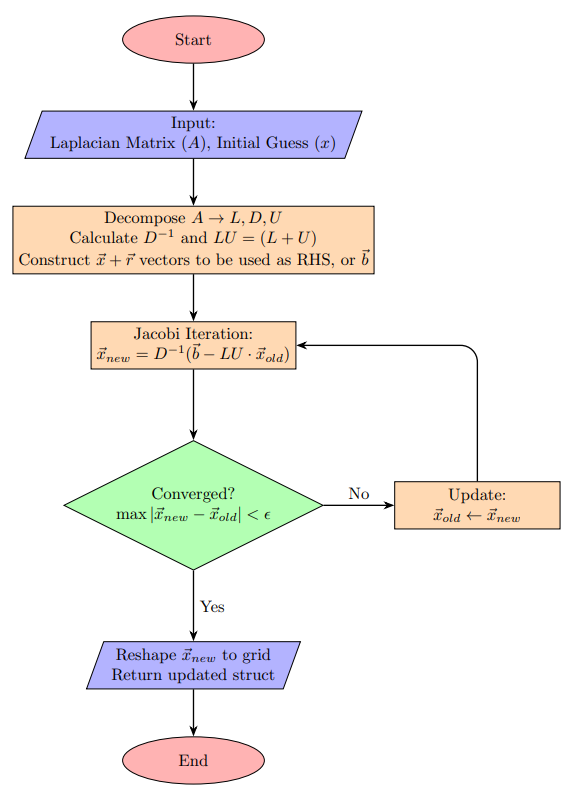 Start
Input:
Laplacian Matrix (A), Initial Guess (x)
Decompose A → L, D, U
Calculate D⁻¹ and LU = (L + U)
Construct x⃗ + r⃗ vectors to be used as RHS, or b⃗
Jacobi Iteration:
x⃗_new = D⁻¹(b⃗ − LU · x⃗_old)
Converged?
max |x⃗_new − x⃗_old| < ϵ
No
Update:
x⃗_old ← x⃗_new
Yes
Reshape x⃗_new to grid
Return updated struct
End